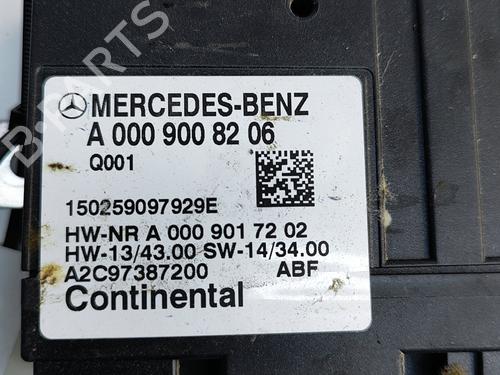 B-PARTS
MERCEDES-BENZ
A 000 900 82 06
Q001
150259097929E
HW-NR A 000 901 72 02
HW-13/43.00 SW-14/34.00
A2C97387200 ABF
Continental